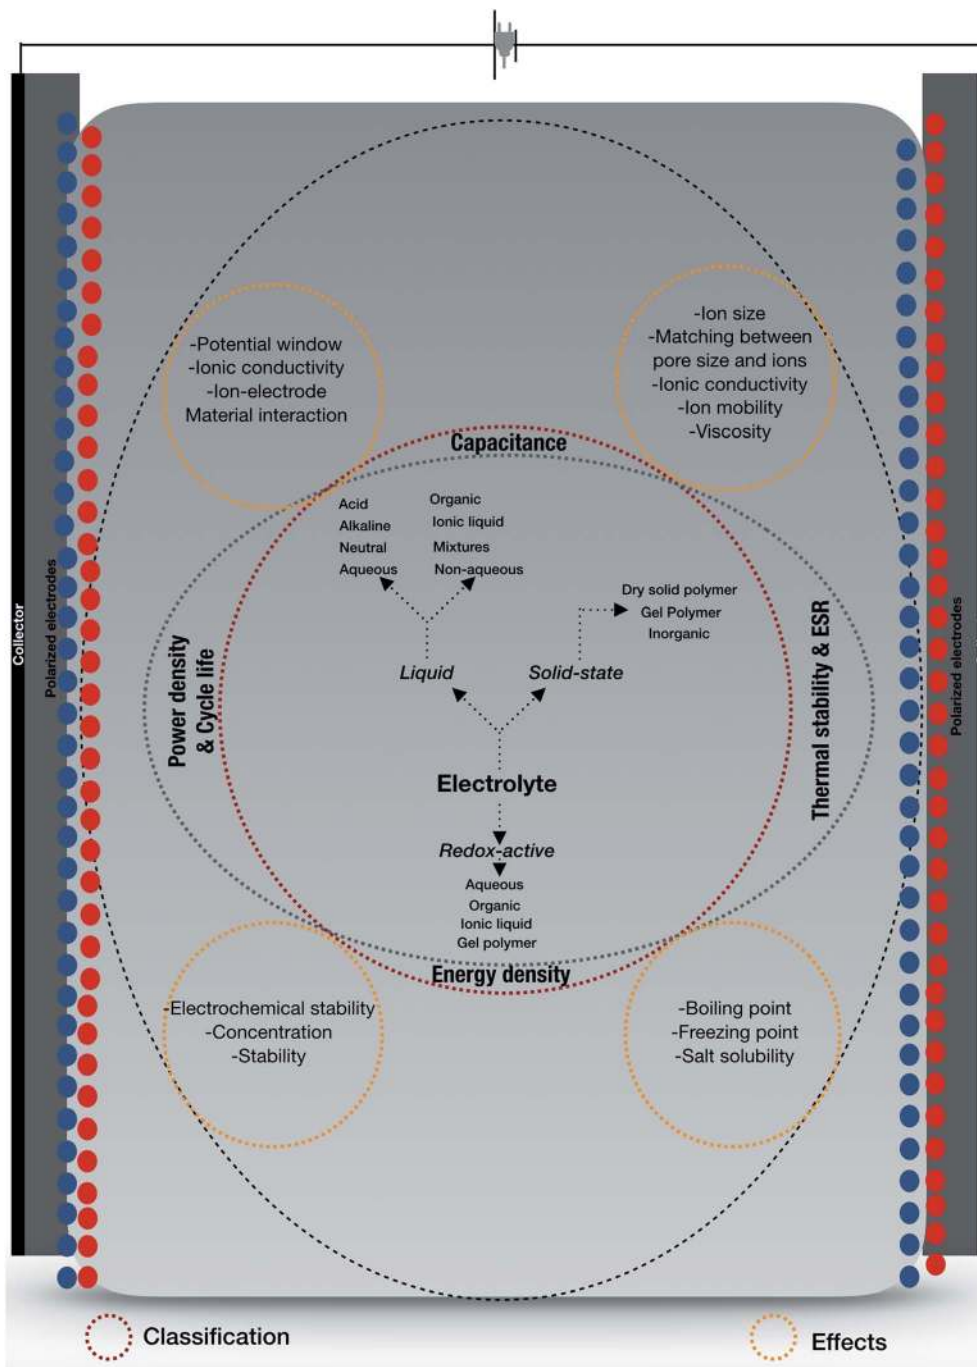 -Potential window
-Ionic conductivity
-Ion-electrode
Material interaction
-Ion size
-Matching between
pore size and ions
-Ionic conductivity
-Ion mobility
-Viscosity
Capacitance
Acid
Alkaline
Neutral
Aqueous
Organic
Ionic liquid
Mixtures
Non-aqueous
Dry solid polymer
Gel Polymer
Inorganic
Liquid
Solid-state
Electrolyte
Redox-active
Aqueous
Organic
Ionic liquid
Gel polymer
Energy density
Collector
Polarized electrodes
Power density
& Cycle life
Thermal stability & ESR
Polarized electrodes
-Electrochemical stability
-Concentration
-Stability
-Boiling point
-Freezing point
-Salt solubility
Classification
Effects